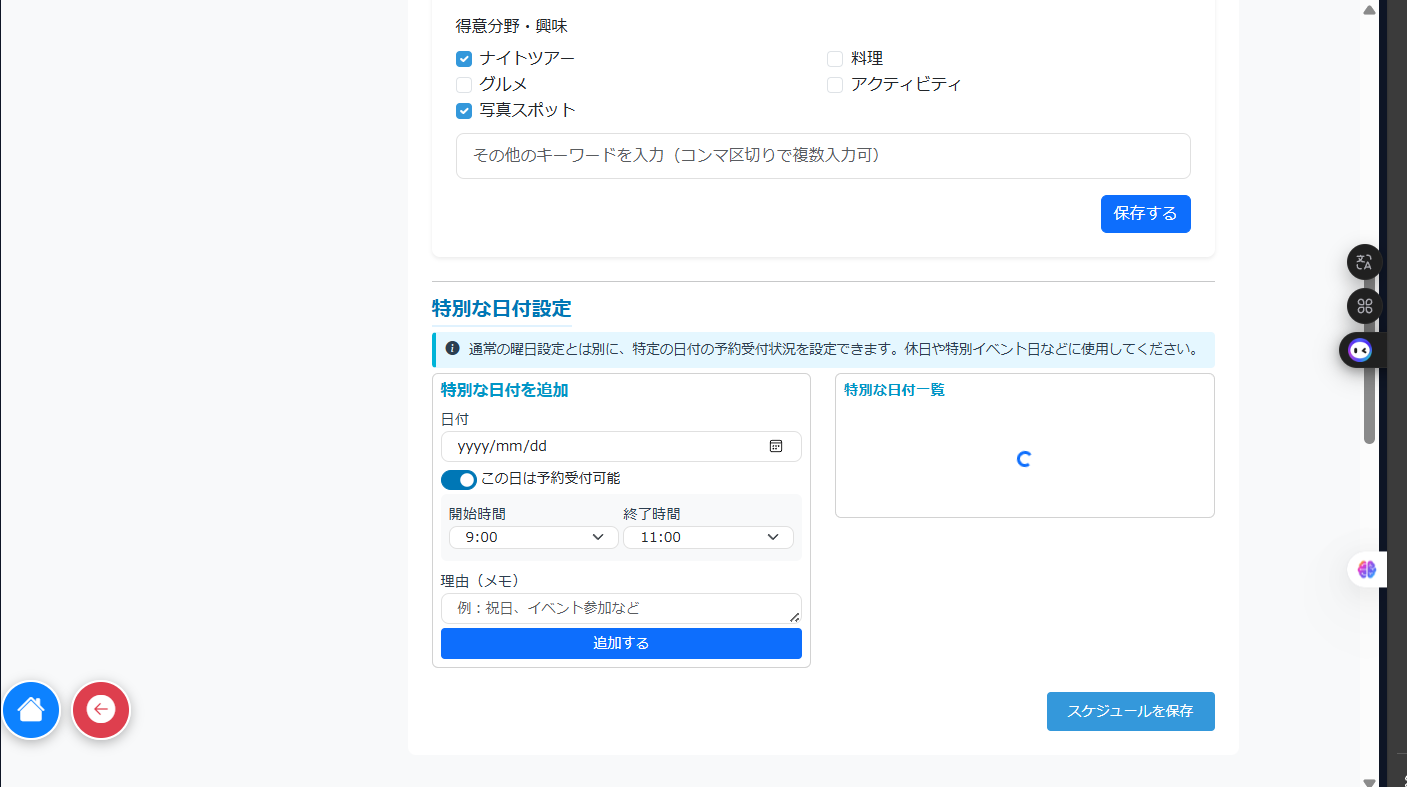 得意分野・興味
ナイトツアー
料理
グルメ
アクティビティ
写真スポット
その他のキーワードを入力（コンマ区切りで複数入力可）
保存する
特別な日付設定
通常の曜日設定とは別に、特定の日付の予約受付状況を設定できます。休日や特別イベント日などに使用してください。
特別な日付を追加
日付
yyyy/mm/dd
この日は予約受付可能
開始時間
終了時間
9:00
11:00
理由（メモ）
例：祝日、イベント参加など
追加する
特別な日付一覧
スケジュールを保存